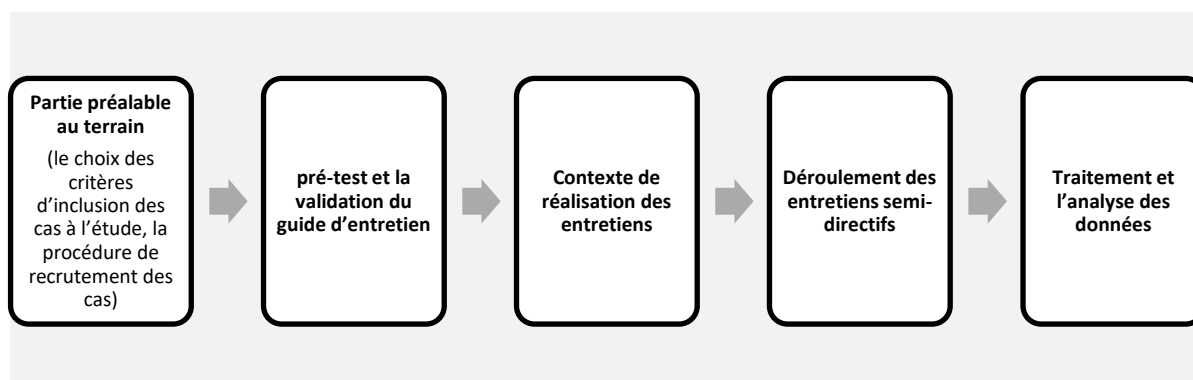 Partie préalable
au terrain
(le choix des
critères
d'inclusion des
cas à l'étude, la
procédure de
recrutement des
cas)
pré-test et la
validation du
guide d'entretien
Contexte de
réalisation des
entretiens
Déroulement des
entretiens semi-
directifs
Traitement et
l'analyse des
données